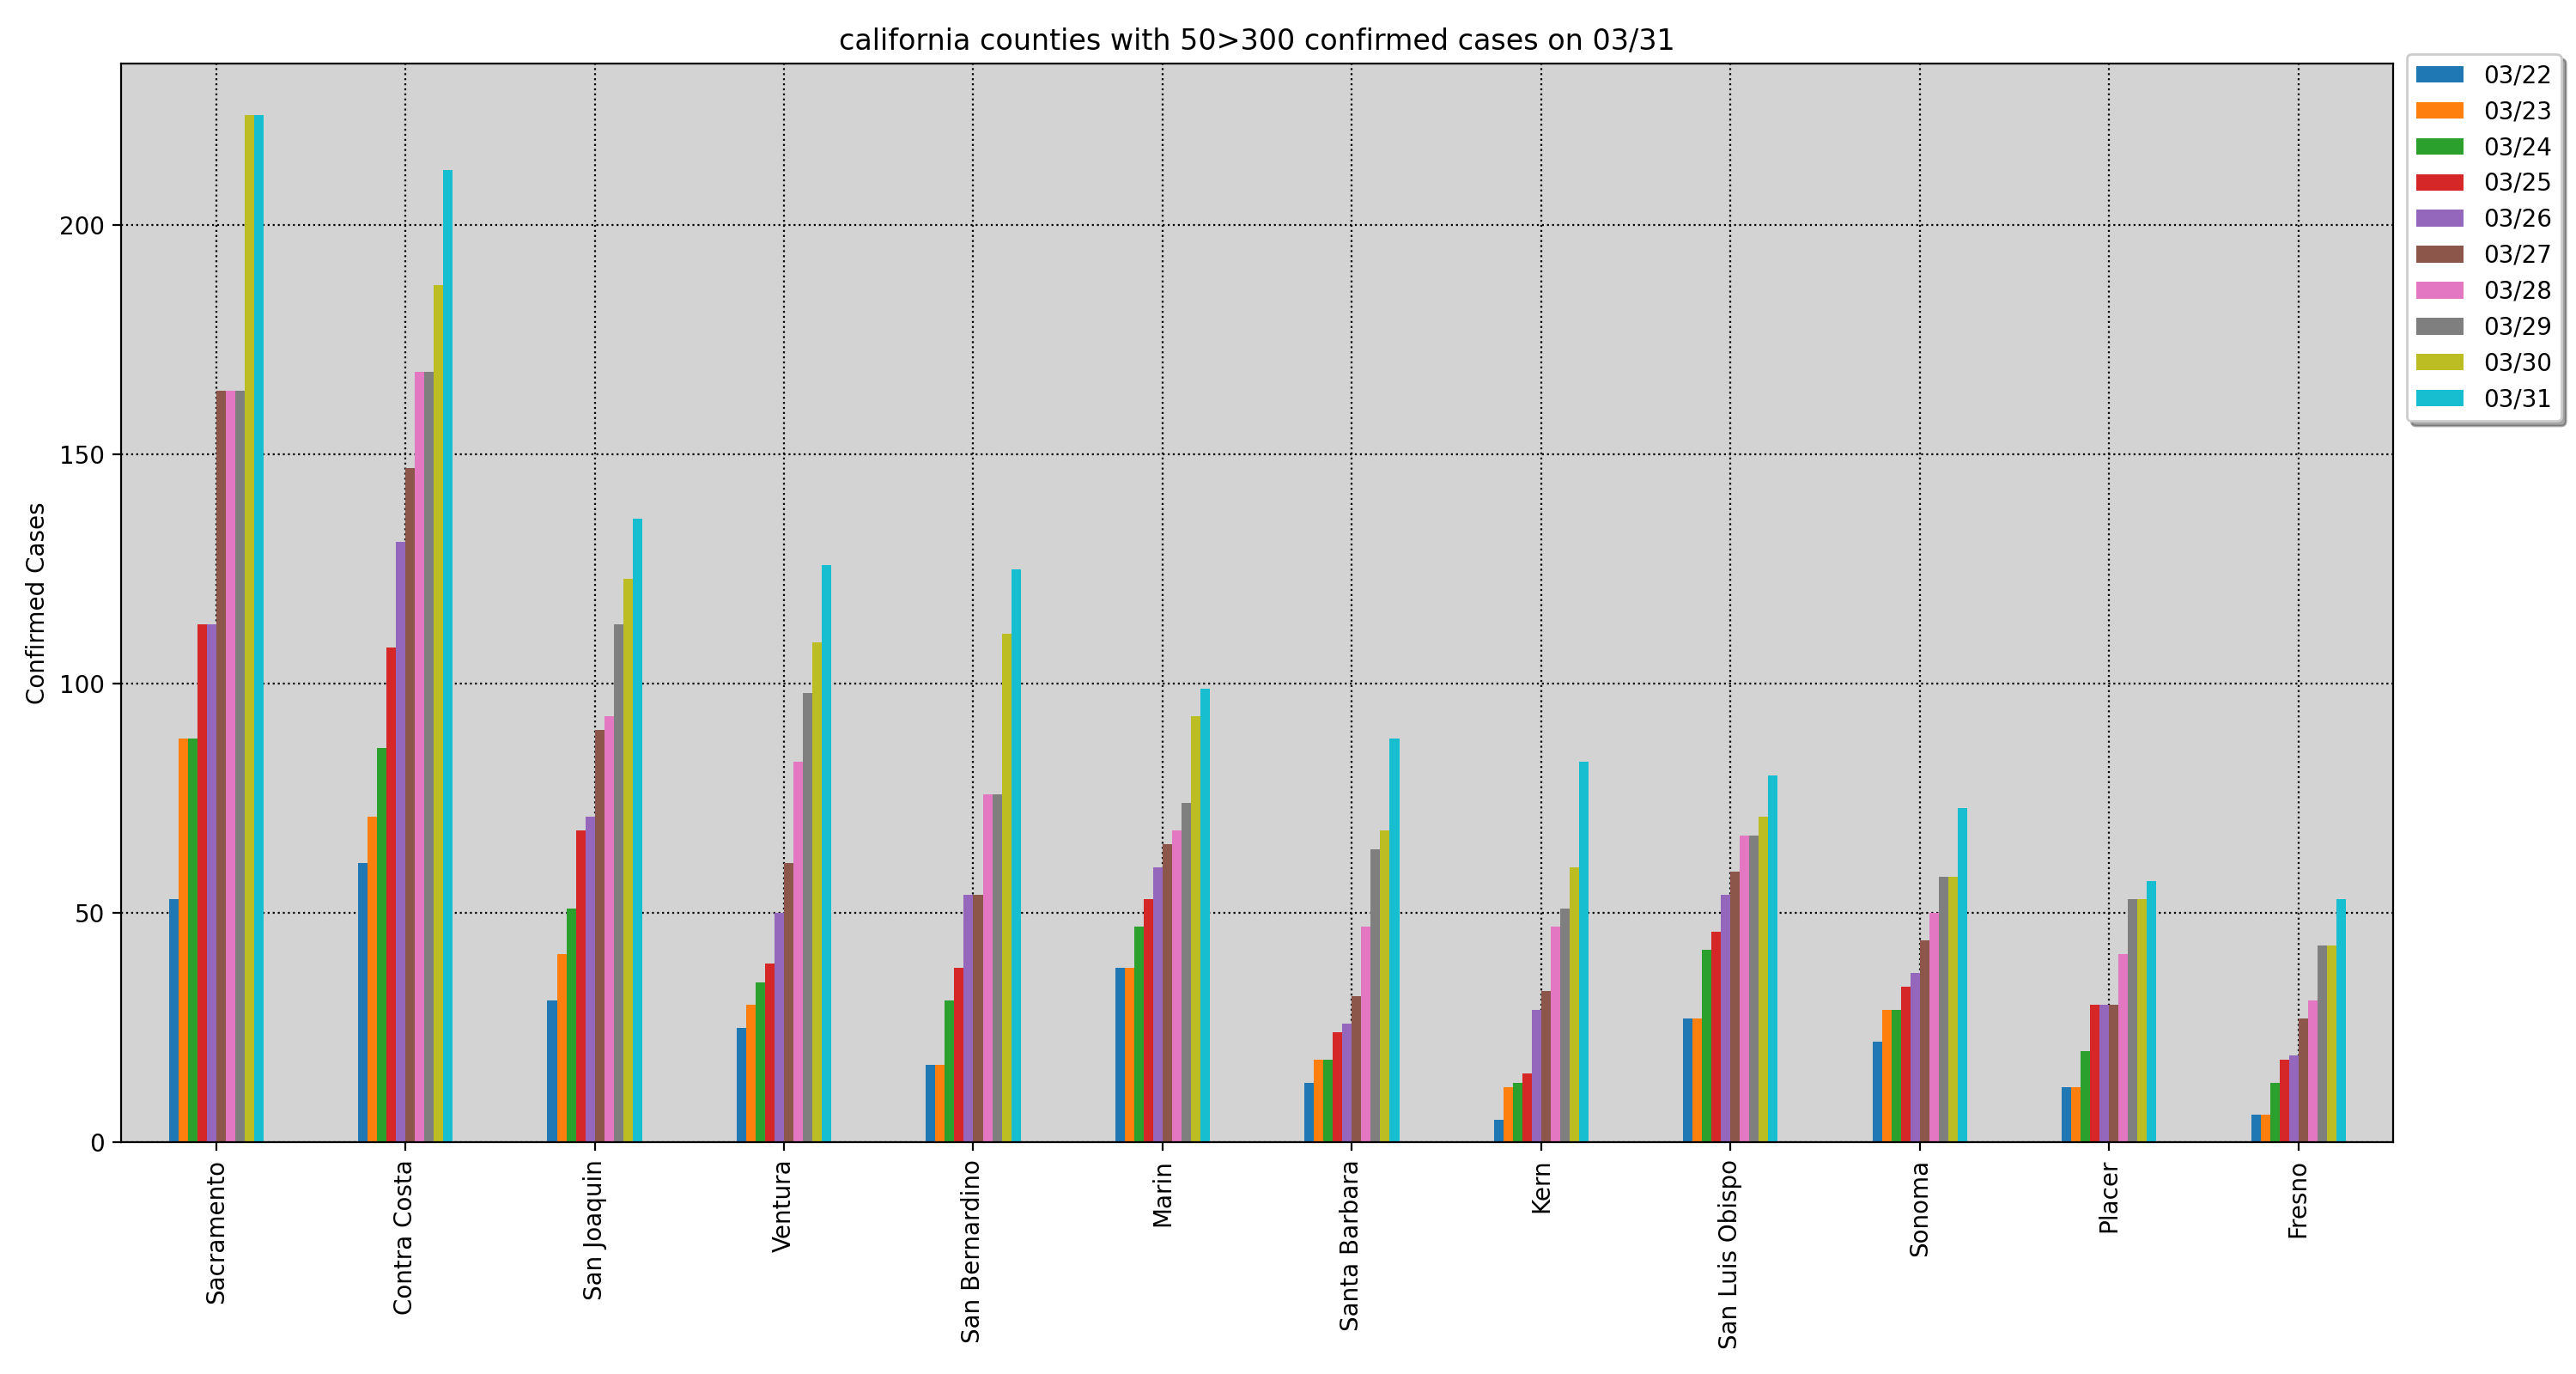 california counties with 50>300 confirmed cases on 03/31
03/22
03/23
03/24
03/25
03/26
03/27
03/28
03/29
03/30
03/31
Confirmed Cases
200
150
100
50
0
Sacramento
Contra Costa
San Joaquin
Ventura
San Bernardino
Marin
Santa Barbara
Kern
San Luis Obispo
Sonoma
Placer
Fresno